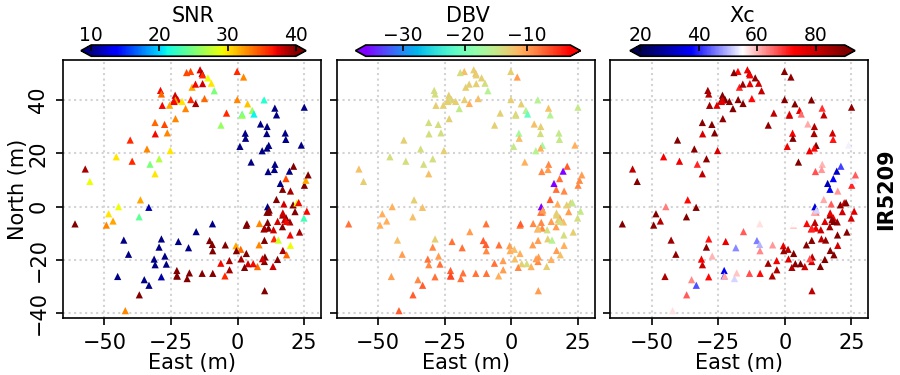 SNR DBV Xc
10 20 30 40 −30 −20 −10 20 40 60 80
North (m)
40
20
0
−20
−40
IR5209
−50 −25 0 25 −50 −25 0 25 −50 −25 0 25
East (m) East (m) East (m)